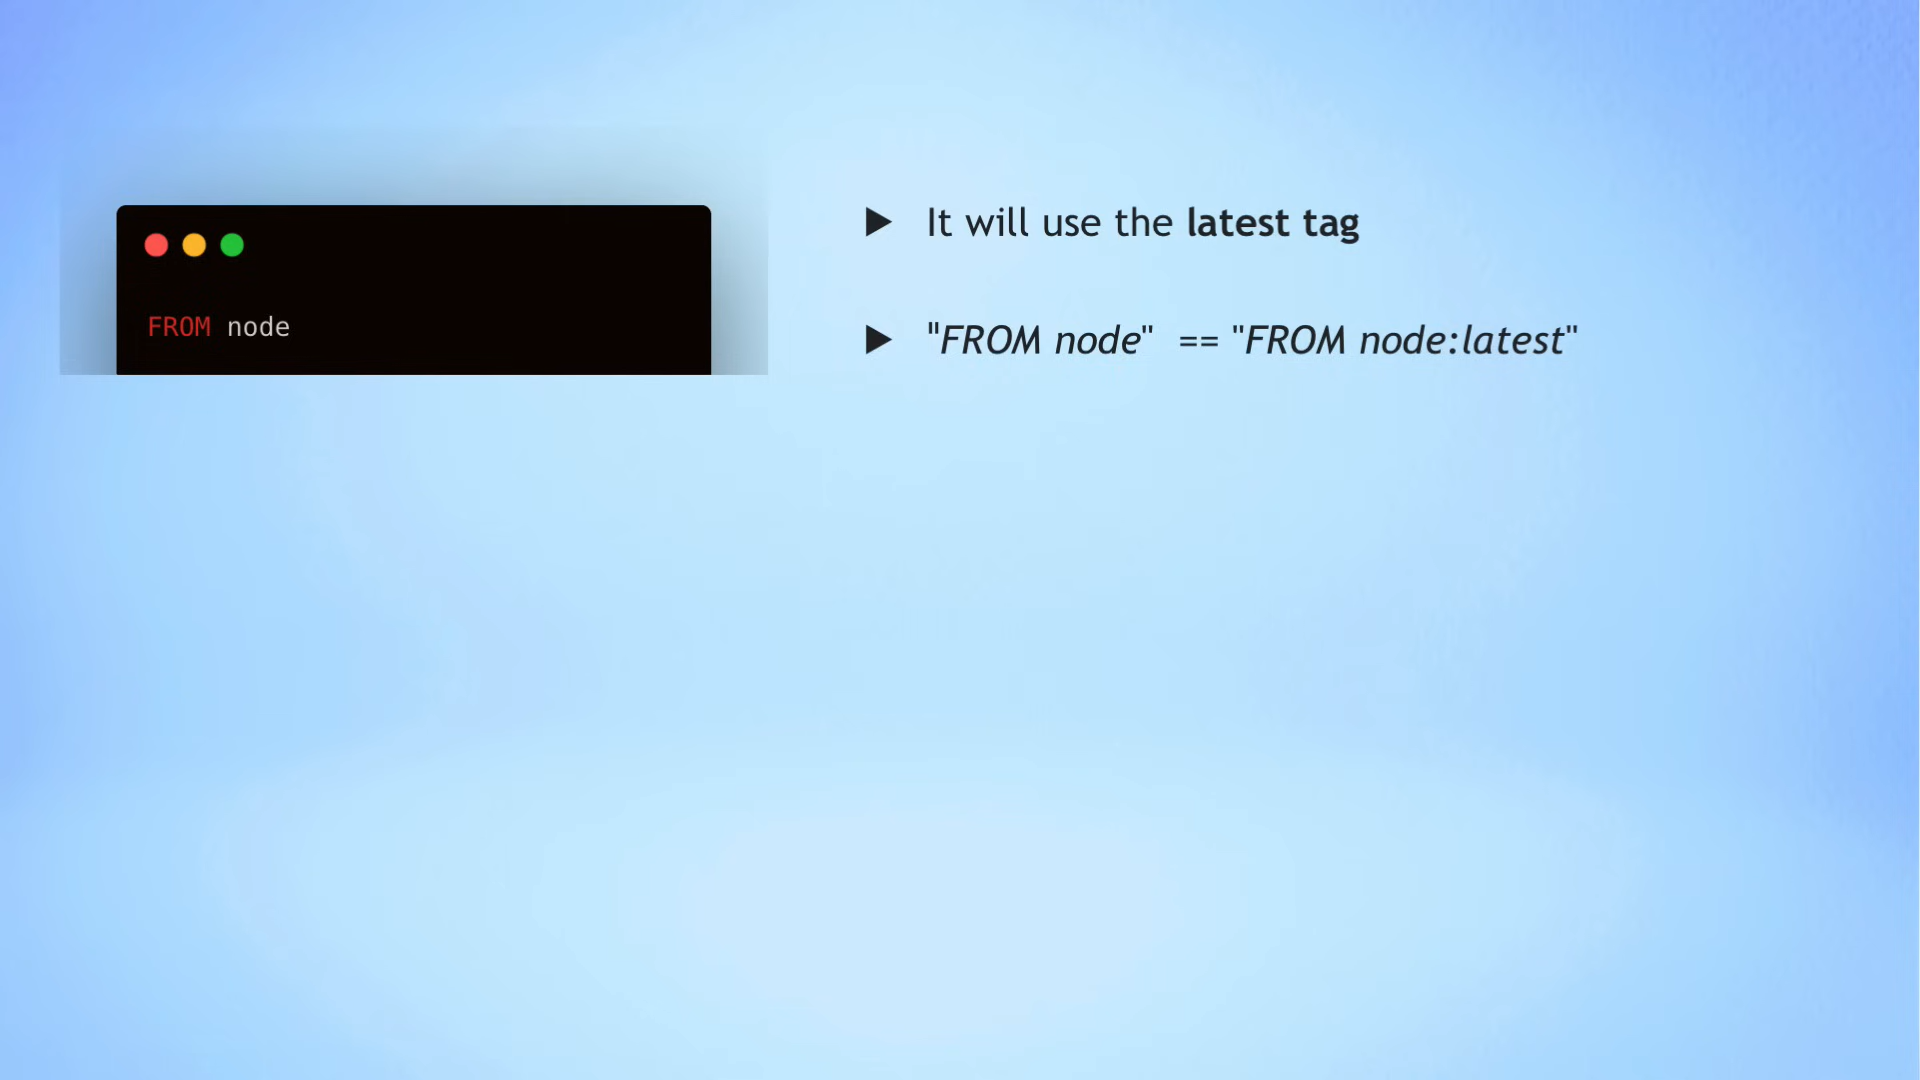 FROM node
▶ It will use the latest tag
▶ "FROM node" == "FROM node:latest"